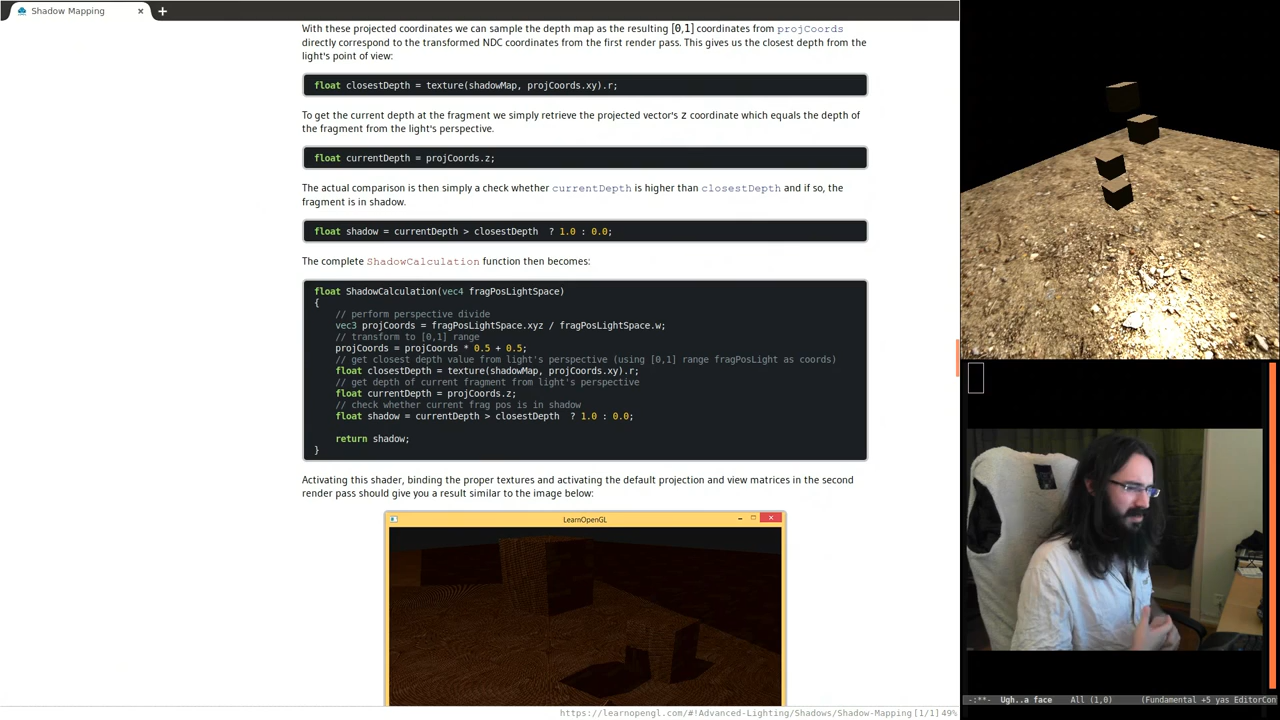 Shadow Mapping
With these projected coordinates we can sample the depth map as the resulting [0,1] coordinates from projCoords
directly correspond to the transformed NDC coordinates from the first render pass. This gives us the closest depth from the
light's point of view:
float closestDepth = texture(shadowMap, projCoords.xy).r;
To get the current depth at the fragment we simply retrieve the projected vector's z coordinate which equals the depth of
the fragment from the light's perspective.
float currentDepth = projCoords.z;
The actual comparison is then simply a check whether currentDepth is higher than closestDepth and if so, the
fragment is in shadow.
float shadow = currentDepth > closestDepth  ? 1.0 : 0.0;
The complete ShadowCalculation function then becomes:
float ShadowCalculation(vec4 fragPosLightSpace)
{
    // perform perspective divide
    vec3 projCoords = fragPosLightSpace.xyz / fragPosLightSpace.w;
    // transform to [0,1] range
    projCoords = projCoords * 0.5 + 0.5;
    // get closest depth value from light's perspective (using [0,1] range fragPosLight as coords)
    float closestDepth = texture(shadowMap, projCoords.xy).r;
    // get depth of current fragment from light's perspective
    float currentDepth = projCoords.z;
    // check whether current frag pos is in shadow
    float shadow = currentDepth > closestDepth  ? 1.0 : 0.0;
    return shadow;
}
Activating this shader, binding the proper textures and activating the default projection and view matrices in the second
render pass should give you a result similar to the image below:
LearnOpenGL
-:**-  Ugh..a face   All (1,0)   (Fundamental +5 yas EditorCon
https://learnopengl.com/#!Advanced-Lighting/Shadows/Shadow-Mapping [1/1] 49%